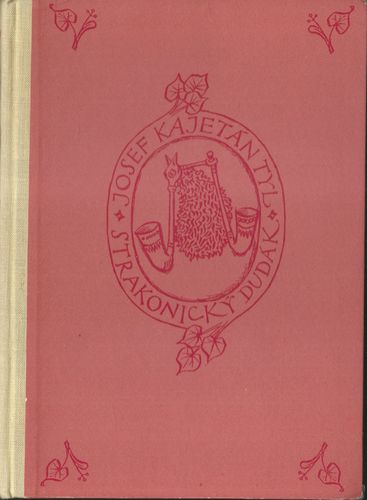 JOSEF KAJETÁN TYL
STRAKONICKÝ DUDÁK